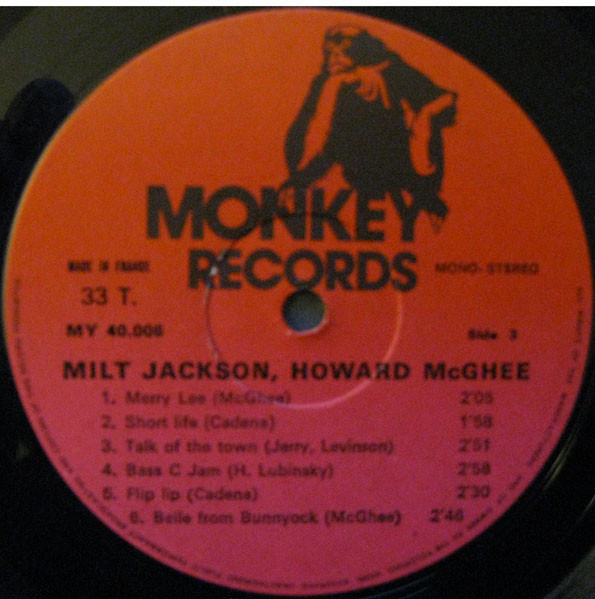 MONKEY
RECORDS
MADE IN FRANCE
MONO-STEREO
33 T.
MY 40.006
Side 3
MILT JACKSON, HOWARD McGHEE
1. Merry Lee (McGhee) 2'05
2. Short life (Cadena) 1'58
3. Talk of the town (Jerry, Levinson) 2'51
4. Bass C Jam (H. Lubinsky) 2'58
5. Flip lip (Cadena) 2'30
6. Belle from Bunnyock (McGhee) 2'46